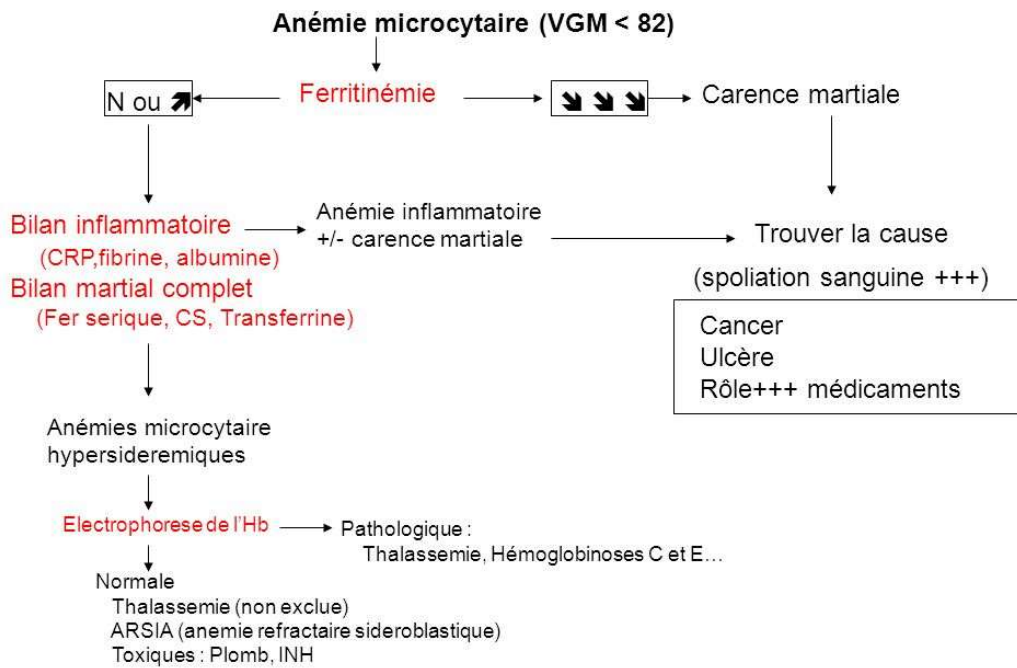 Anémie microcytaire (VGM < 82)
N ou ↗
Ferritinémie
↘ ↘ ↘
Carence martiale
Bilan inflammatoire
(CRP,fibrine, albumine)
Bilan martial complet
(Fer serique, CS, Transferrine)
Anémie inflammatoire
+/- carence martiale
Trouver la cause
(spoliation sanguine +++)
Cancer
Ulcère
Rôle+++ médicaments
Anémies microcytaire
hypersideremiques
Electrophorese de l'Hb
Pathologique :
Thalassemie, Hémoglobinoses C et E…
Normale
Thalassemie (non exclue)
ARSIA (anemie refractaire sideroblastique)
Toxiques : Plomb, INH